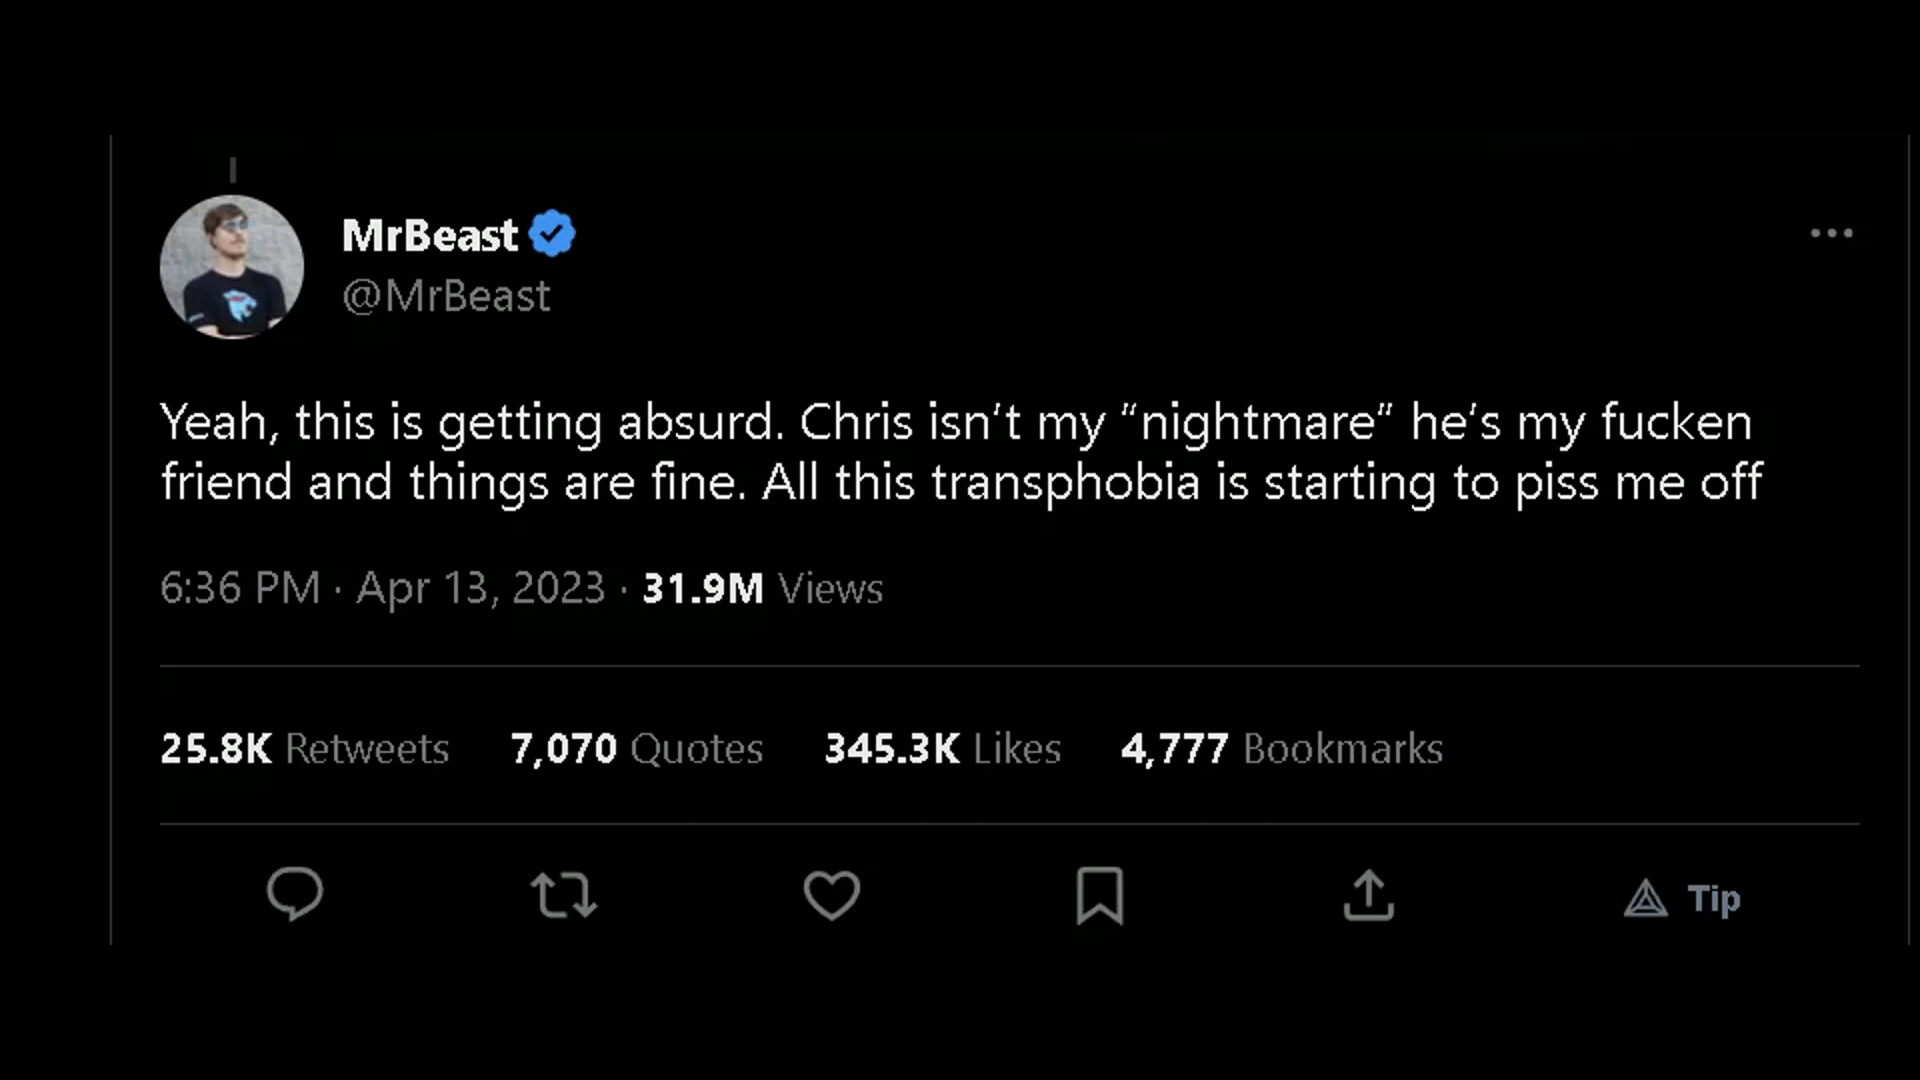 MrBeast
@MrBeast
Yeah, this is getting absurd. Chris isn’t my “nightmare” he’s my fucken
friend and things are fine. All this transphobia is starting to piss me off
6:36 PM · Apr 13, 2023 · 31.9M Views
25.8K Retweets 7,070 Quotes 345.3K Likes 4,777 Bookmarks
Tip